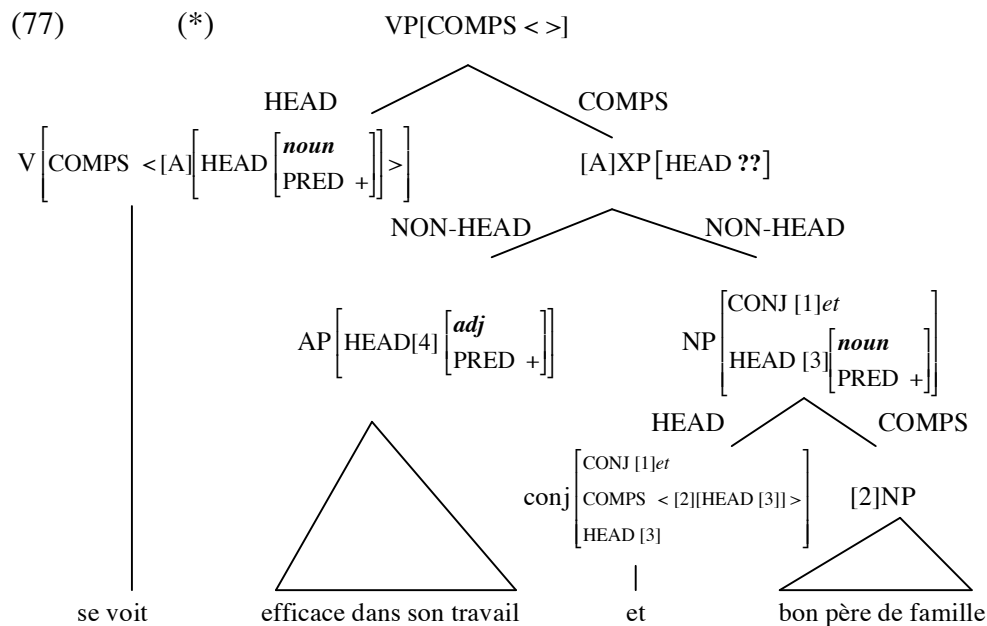 (77) (*) VP[COMPS < >]
HEAD COMPS
V[COMPS <[A][HEAD [noun PRED +]]>] [A]XP[HEAD ??]
NON-HEAD NON-HEAD
AP[HEAD[4] [adj PRED +]] NP[CONJ [1]et HEAD [3][noun PRED +]]
HEAD COMPS
conj[CONJ [1]et COMPS <[2][HEAD [3]]> HEAD [3]] [2]NP
se voit efficace dans son travail et bon père de famille